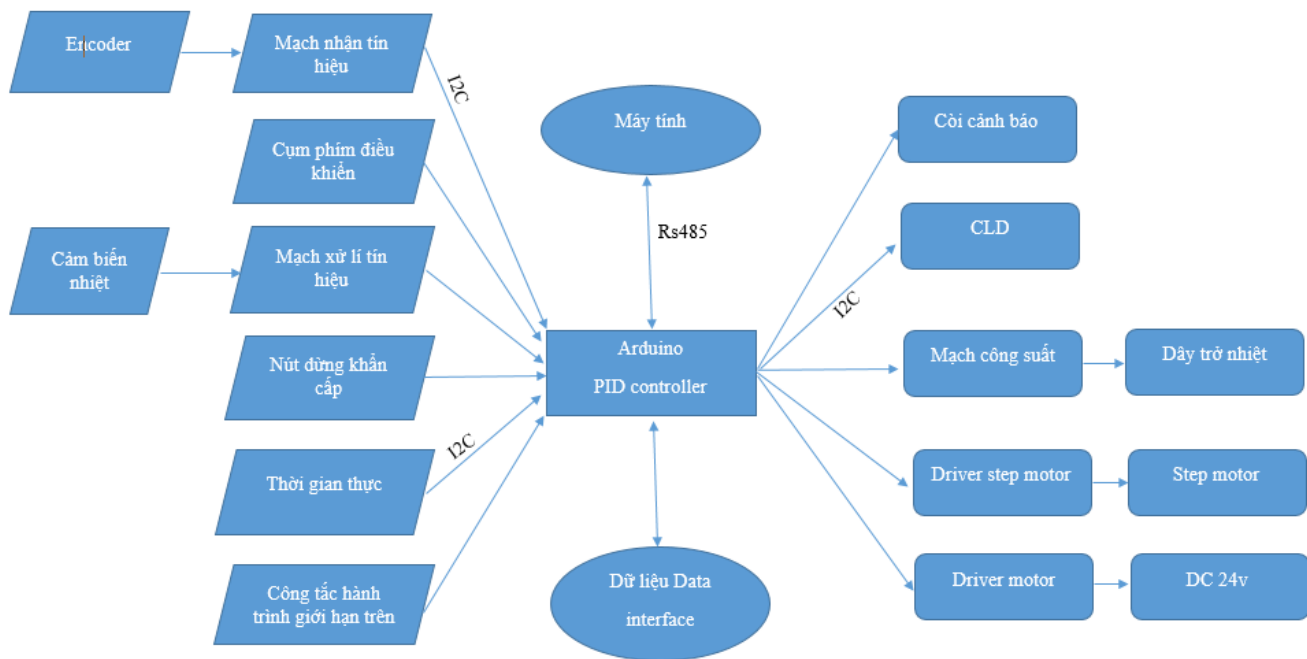 Encoder
Mạch nhận tín
hiệu
I2C
Cụm phím điều
khiển
Cảm biến
nhiệt
Mạch xử lí tín
hiệu
Nút dừng khẩn
cấp
Thời gian thực
I2C
Công tắc hành
trình giới hạn trên
Máy tính
Rs485
Arduino
PID controller
Dữ liệu Data
interface
Còi cảnh báo
CLD
I2C
Mạch công suất
Dây trở nhiệt
Driver step motor
Step motor
Driver motor
DC 24v